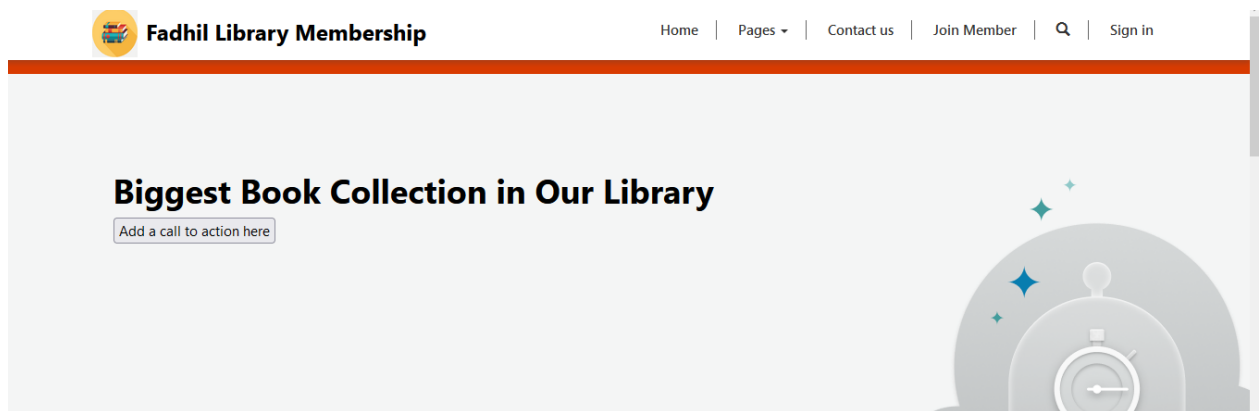 Fadhil Library Membership
Home
Pages
Contact us
Join Member
Sign in
Biggest Book Collection in Our Library
Add a call to action here